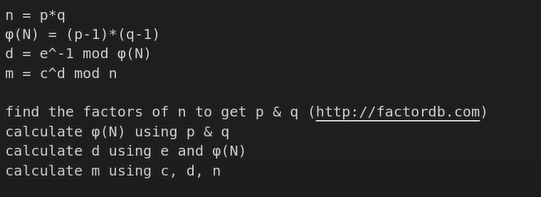 n = p*q
φ(N) = (p-1)*(q-1)
d = e^-1 mod φ(N)
m = c^d mod n
find the factors of n to get p & q (http://factordb.com)
calculate φ(N) using p & q
calculate d using e and φ(N)
calculate m using c, d, n